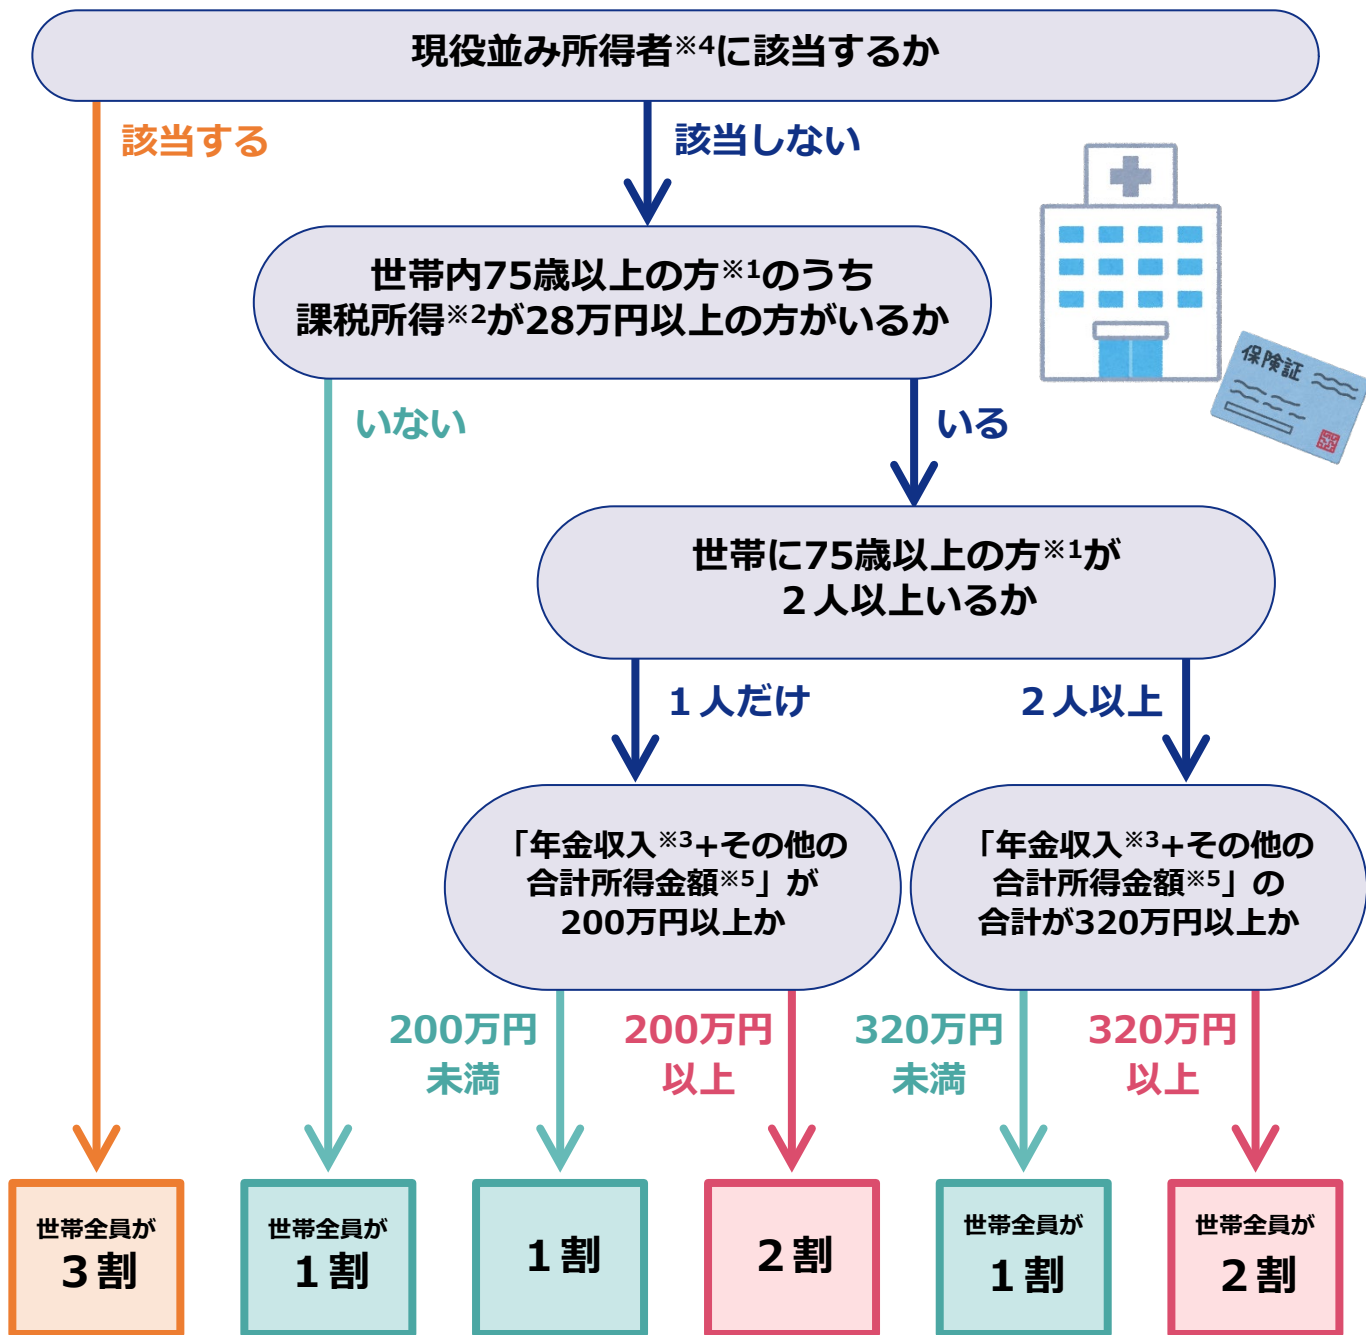 現役並み所得者※4に該当するか
該当する
該当しない
世帯内75歳以上の方※1のうち
課税所得※2が28万円以上の方がいるか
保険証
いない
いる
世帯に75歳以上の方※1が
２人以上いるか
１人だけ
２人以上
「年金収入※3+その他の
合計所得金額※5」が
200万円以上か
「年金収入※3+その他の
合計所得金額※5」の
合計が320万円以上か
200万円
未満
200万円
以上
320万円
未満
320万円
以上
世帯全員が
３割
世帯全員が
１割
１割
２割
世帯全員が
１割
世帯全員が
２割